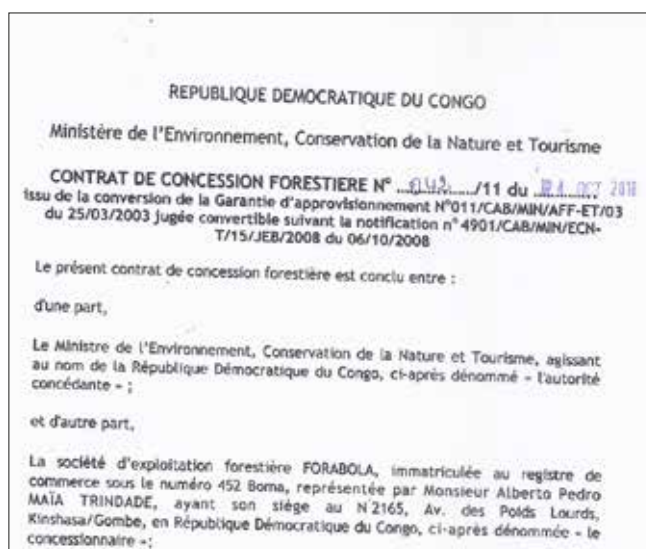 REPUBLIQUE DEMOCRATIQUE DU CONGO
Ministère de l'Environnement, Conservation de la Nature et Tourisme
CONTRAT DE CONCESSION FORESTIERE N° 042 /11 du OCT
issu de la conversion de la Garantie d'approvisionnement N°011/CAB/MIN/AFF-ET/03
du 25/03/2003 jugée convertible suivant la notification n° 4901/CAB/MIN/ECN-
T/15/JEB/2008 du 06/10/2008
Le présent contrat de concession forestière est conclu entre :
d'une part,
Le Ministre de l'Environnement, Conservation de la Nature et Tourisme, agissant
au nom de la République Démocratique du Congo, ci-après dénommé « l'autorité
concédante » ;
et d'autre part,
La société d'exploitation forestière FORABOLA, immatriculée au registre de
commerce sous le numéro 452 Boma, représentée par Monsieur Alberto Pedro
MAÏA TRINDADE, ayant son siège au N 2165, Av. des Poids Lourds,
Kinshasa/Gombe, en République Démocratique du Congo, ci-après dénommée « le
concessionnaire » ;